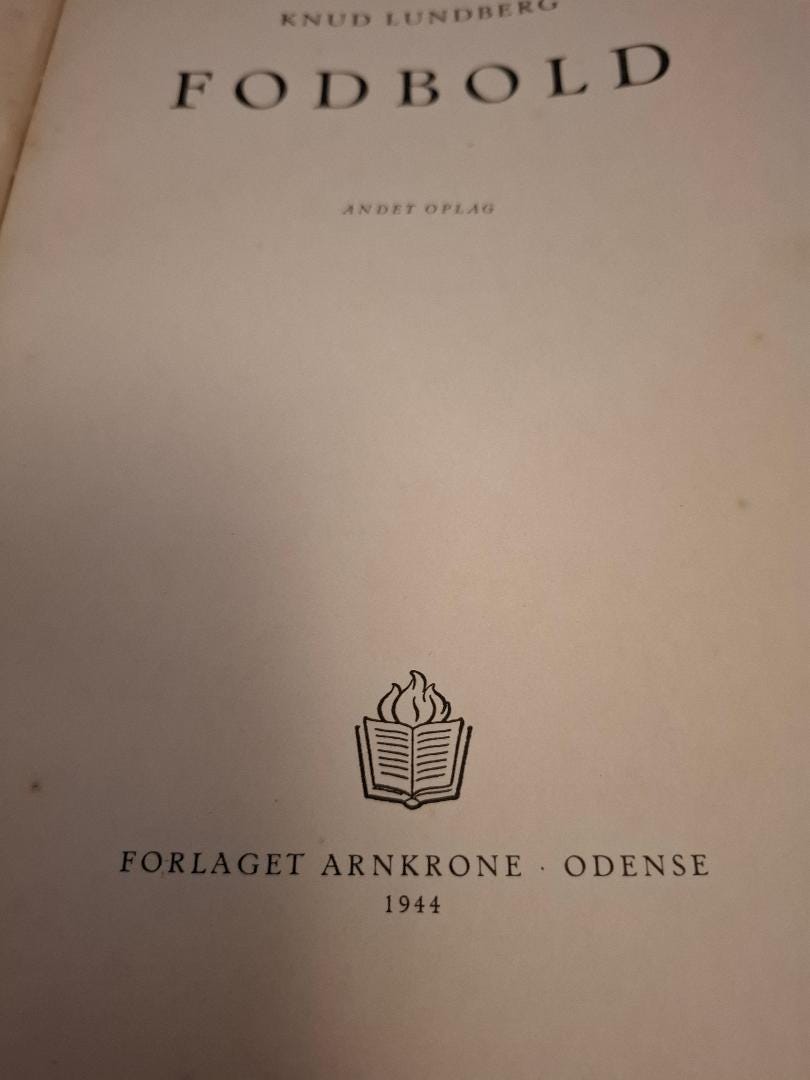 KNUD LUNDBERG
FODBOLD
ANDET OPLAG
FORLAGET ARNKRONE · ODENSE
1944